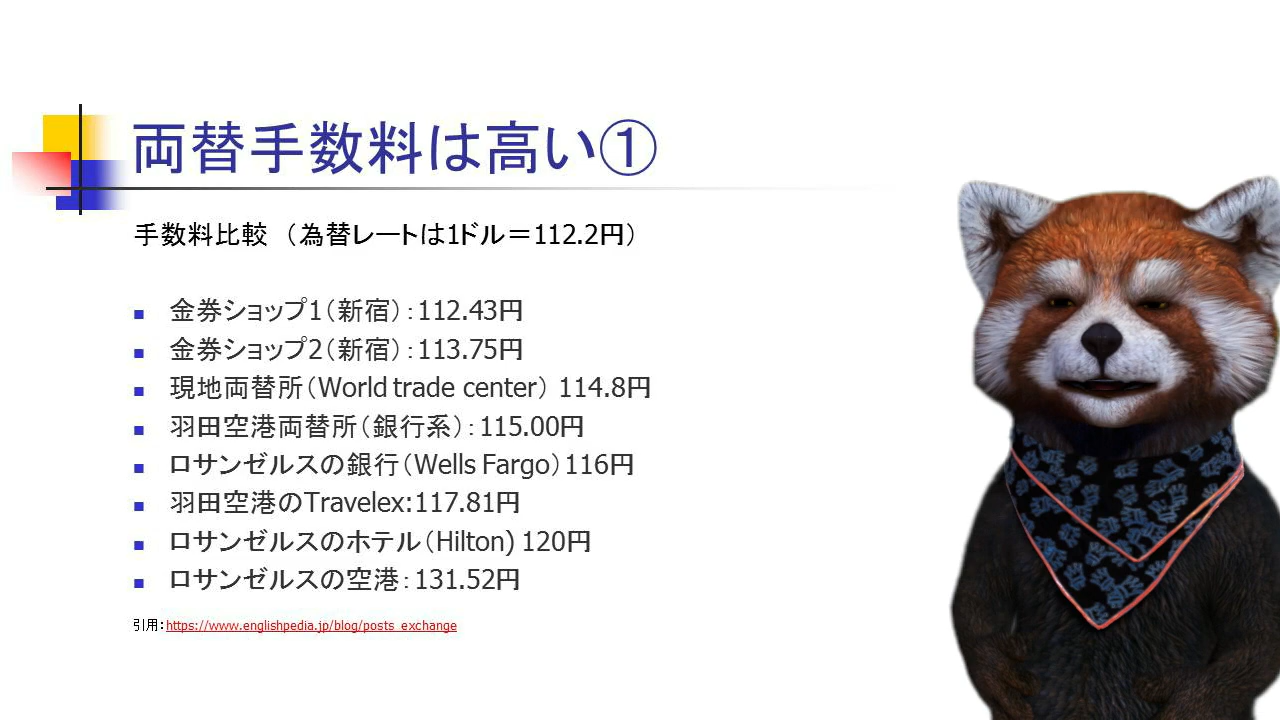 両替手数料は高い①
手数料比較 （為替レートは1ドル＝112.2円）
金券ショップ1（新宿）：112.43円
金券ショップ2（新宿）：113.75円
現地両替所（World trade center） 114.8円
羽田空港両替所（銀行系）：115.00円
ロサンゼルスの銀行（Wells Fargo）116円
羽田空港のTravelex:117.81円
ロサンゼルスのホテル（Hilton) 120円
ロサンゼルスの空港：131.52円
引用：https://www.englishpedia.jp/blog/posts_exchange